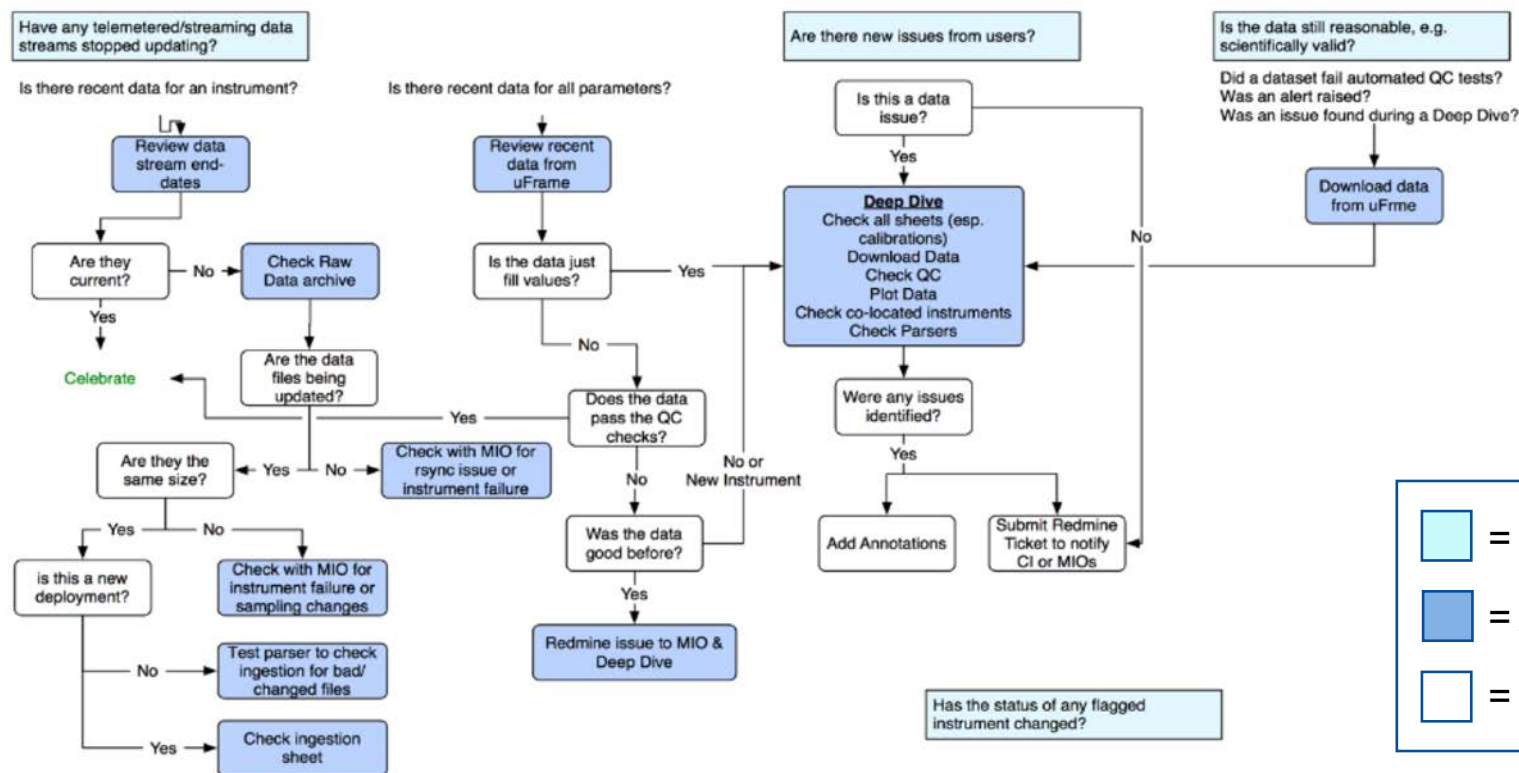 Have any telemetered/streaming data
streams stopped updating?
Is there recent data for an instrument?
Review data
stream end-
dates
Are they
current?
No
Check Raw
Data archive
Yes
Celebrate
Are the data
files being
updated?
Are they the
same size?
Yes
No
Check with MIO for
rsync issue or
instrument failure
Yes
No
is this a new
deployment?
Check with MIO for
instrument failure or
sampling changes
No
Test parser to check
ingestion for bad/
changed files
Yes
Check ingestion
sheet
Is there recent data for all parameters?
Review recent
data from
uFrame
Is the data just
fill values?
Yes
No
Does the data
pass the QC
checks?
Yes
No
Was the data
good before?
No or
New Instrument
Yes
Redmine issue to MIO &
Deep Dive
Are there new issues from users?
Is this a data
issue?
Yes
No
Deep Dive
Check all sheets (esp.
calibrations)
Download Data
Check QC
Plot Data
Check co-located instruments
Check Parsers
Were any issues
identified?
Yes
Add Annotations
Submit Redmine
Ticket to notify
CI or MIOs
Is the data still reasonable, e.g.
scientifically valid?
Did a dataset fail automated QC tests?
Was an alert raised?
Was an issue found during a Deep Dive?
Download data
from uFrme
Has the status of any flagged
instrument changed?
=
=
=